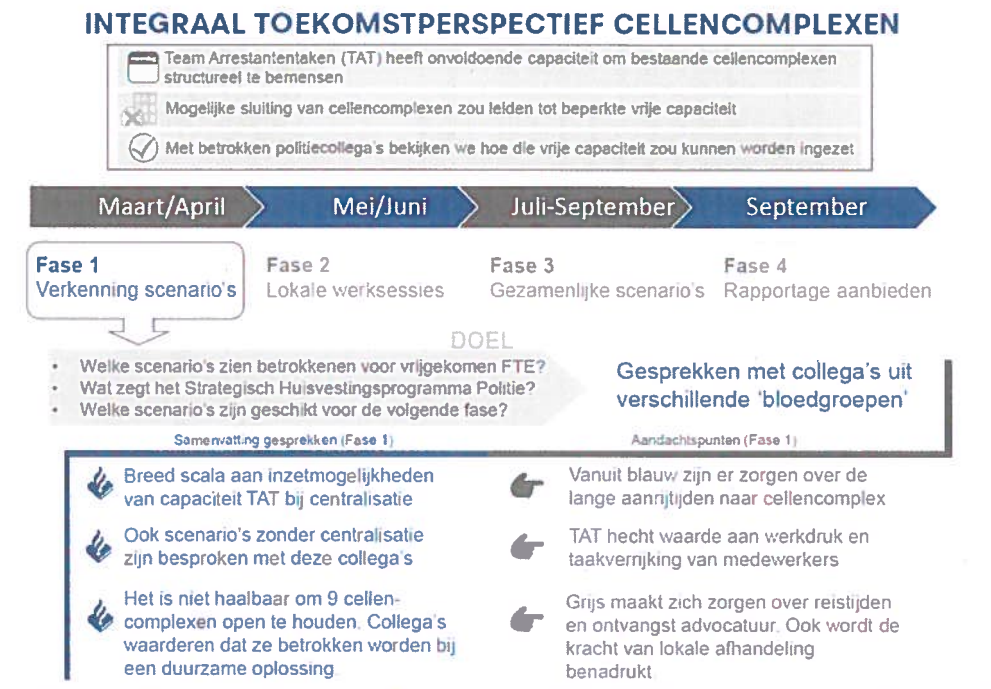 INTEGRAAL TOEKOMSTPERSPECTIEF CELLENCOMPLEXEN
Team Arrestantentaken (TAT) heeft onvoldoende capaciteit om bestaande cellencomplexen
structureel te bemensen
Mogelijke sluiting van cellencomplexen zou leiden tot beperkte vrije capaciteit
Met betrokken politiecollega's bekijken we hoe die vrije capaciteit zou kunnen worden ingezet
Maart/April
Mei/Juni
Juli-September
September
Fase 1
Verkenning scenario's
Fase 2
Lokale werksessies
Fase 3
Gezamenlijke scenario's
Fase 4
Rapportage aanbieden
DOEL
• Welke scenario's zien betrokkenen voor vrijgekomen FTE?
• Wat zegt het Strategisch Huisvestingsprogramma Politie?
• Welke scenario's zijn geschikt voor de volgende fase?
Gesprekken met collega's uit
verschillende 'bloedgroepen'
Samenvatting gesprekken (Fase 1)
Breed scala aan inzetmogelijkheden
van capaciteit TAT bij centralisatie
Ook scenario's zonder centralisatie
zijn besproken met deze collega's
Het is niet haalbaar om 9 cellen-
complexen open te houden. Collega's
waarderen dat ze betrokken worden bij
een duurzame oplossing
Aandachtspunten (Fase 1)
Vanuit blauw zijn er zorgen over de
lange aanrijtijden naar cellencomplex
TAT hecht waarde aan werkdruk en
taakverrijking van medewerkers
Grijs maakt zich zorgen over reistijden
en ontvangst advocatuur. Ook wordt de
kracht van lokale afhandeling
benadrukt